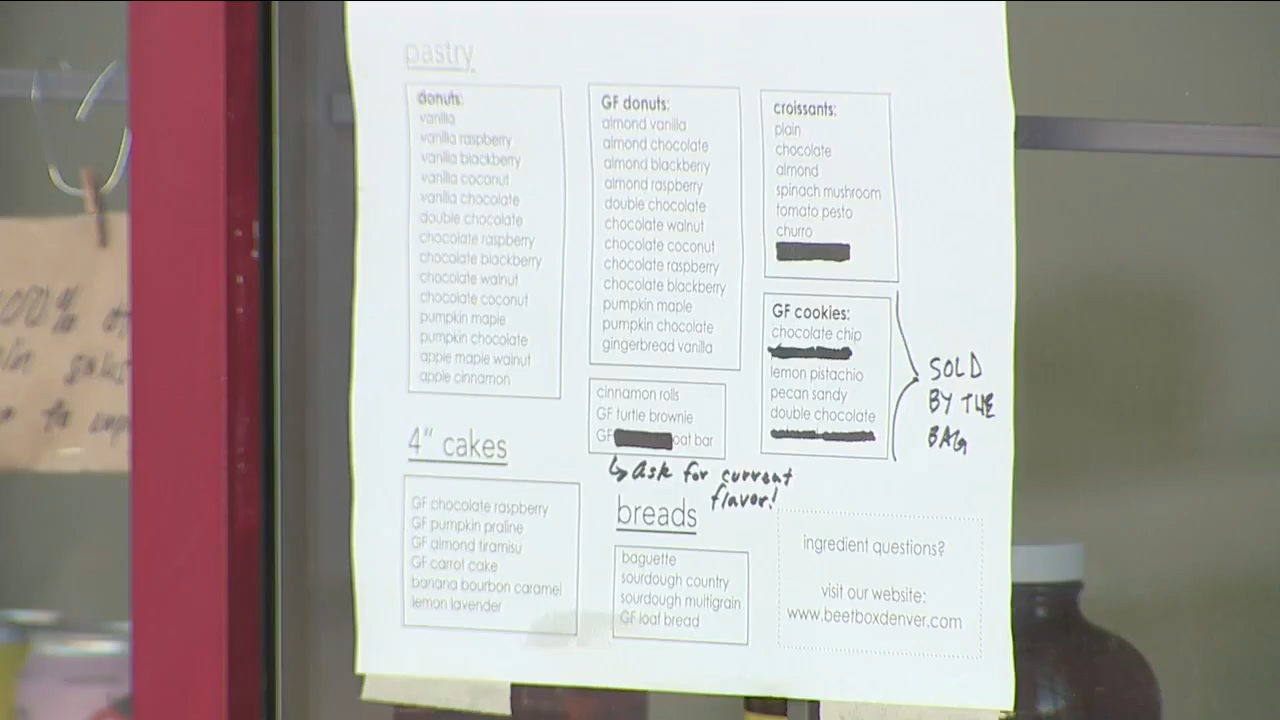 pastry
donuts:
vanilla
vanilla raspberry
vanilla blackberry
vanilla coconut
vanilla chocolate
double chocolate
chocolate raspberry
chocolate blackberry
chocolate walnut
chocolate coconut
pumpkin maple
pumpkin chocolate
apple maple walnut
apple cinnamon
GF donuts:
almond vanilla
almond chocolate
almond blackberry
almond raspberry
double chocolate
chocolate walnut
chocolate coconut
chocolate raspberry
chocolate blackberry
pumpkin maple
pumpkin chocolate
gingerbread vanilla
cinnamon rolls
GF turtle brownie
GF oat bar
↳ ask for current
flavor!
croissants:
plain
chocolate
almond
spinach mushroom
tomato pesto
churro
GF cookies:
chocolate chip
lemon pistachio
pecan sandy
double chocolate
SOLD
BY THE
BAG
4" cakes
GF chocolate raspberry
GF pumpkin praline
GF almond tiramisu
GF carrot cake
banana bourbon caramel
lemon lavender
breads
baguette
sourdough country
sourdough multigrain
GF loaf bread
ingredient questions?
visit our website:
www.beetboxdenver.com
100% of
sales
to